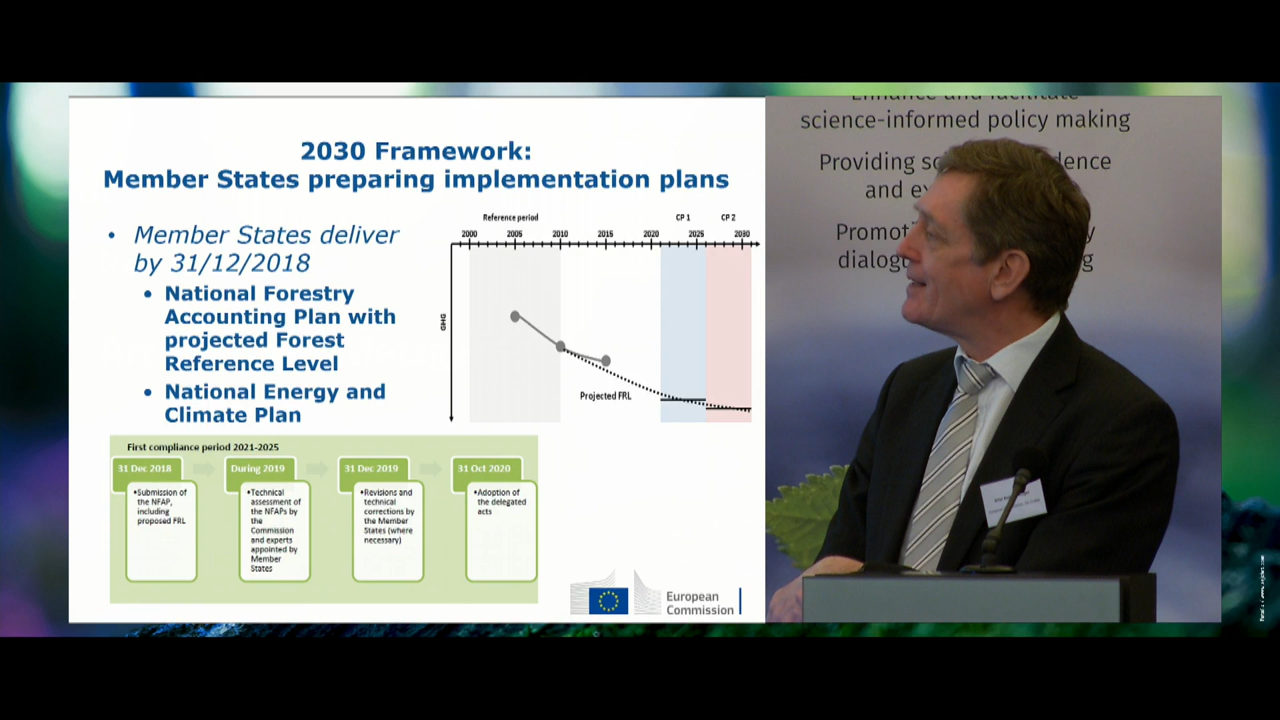 2030 Framework:
Member States preparing implementation plans
• Member States deliver
by 31/12/2018
• National Forestry
Accounting Plan with
projected Forest
Reference Level
• National Energy and
Climate Plan
Reference period
CP 1
CP 2
2000 2005 2010 2015 2020 2025 2030
GHG
Projected FRL
First compliance period 2021-2025
31 Dec 2018
•Submission of
the NFAP,
including
proposed FRL
During 2019
•Technical
assessment of
the NFAPs by
the
Commission
and experts
appointed by
Member
States
31 Dec 2019
•Revisions and
technical
corrections by
the Member
States (where
necessary)
31 Oct 2020
•Adoption of
the delegated
acts
European
Commission
Enhance and facilitate
science-informed policy making
Providing
and